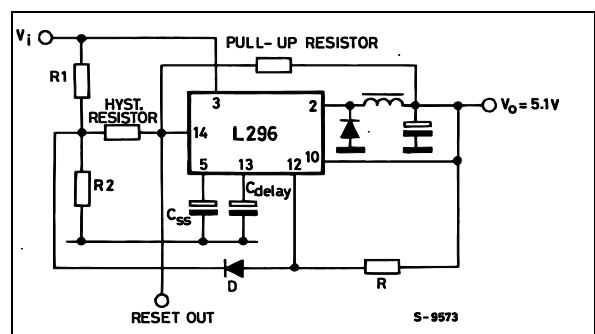 Vi
PULL-UP RESISTOR
R1
HYST.
RESISTOR
3
2
Vo = 5.1V
14
L296
10
5
13
12
R2
Css
Cdelay
D
R
RESET OUT
S-9573